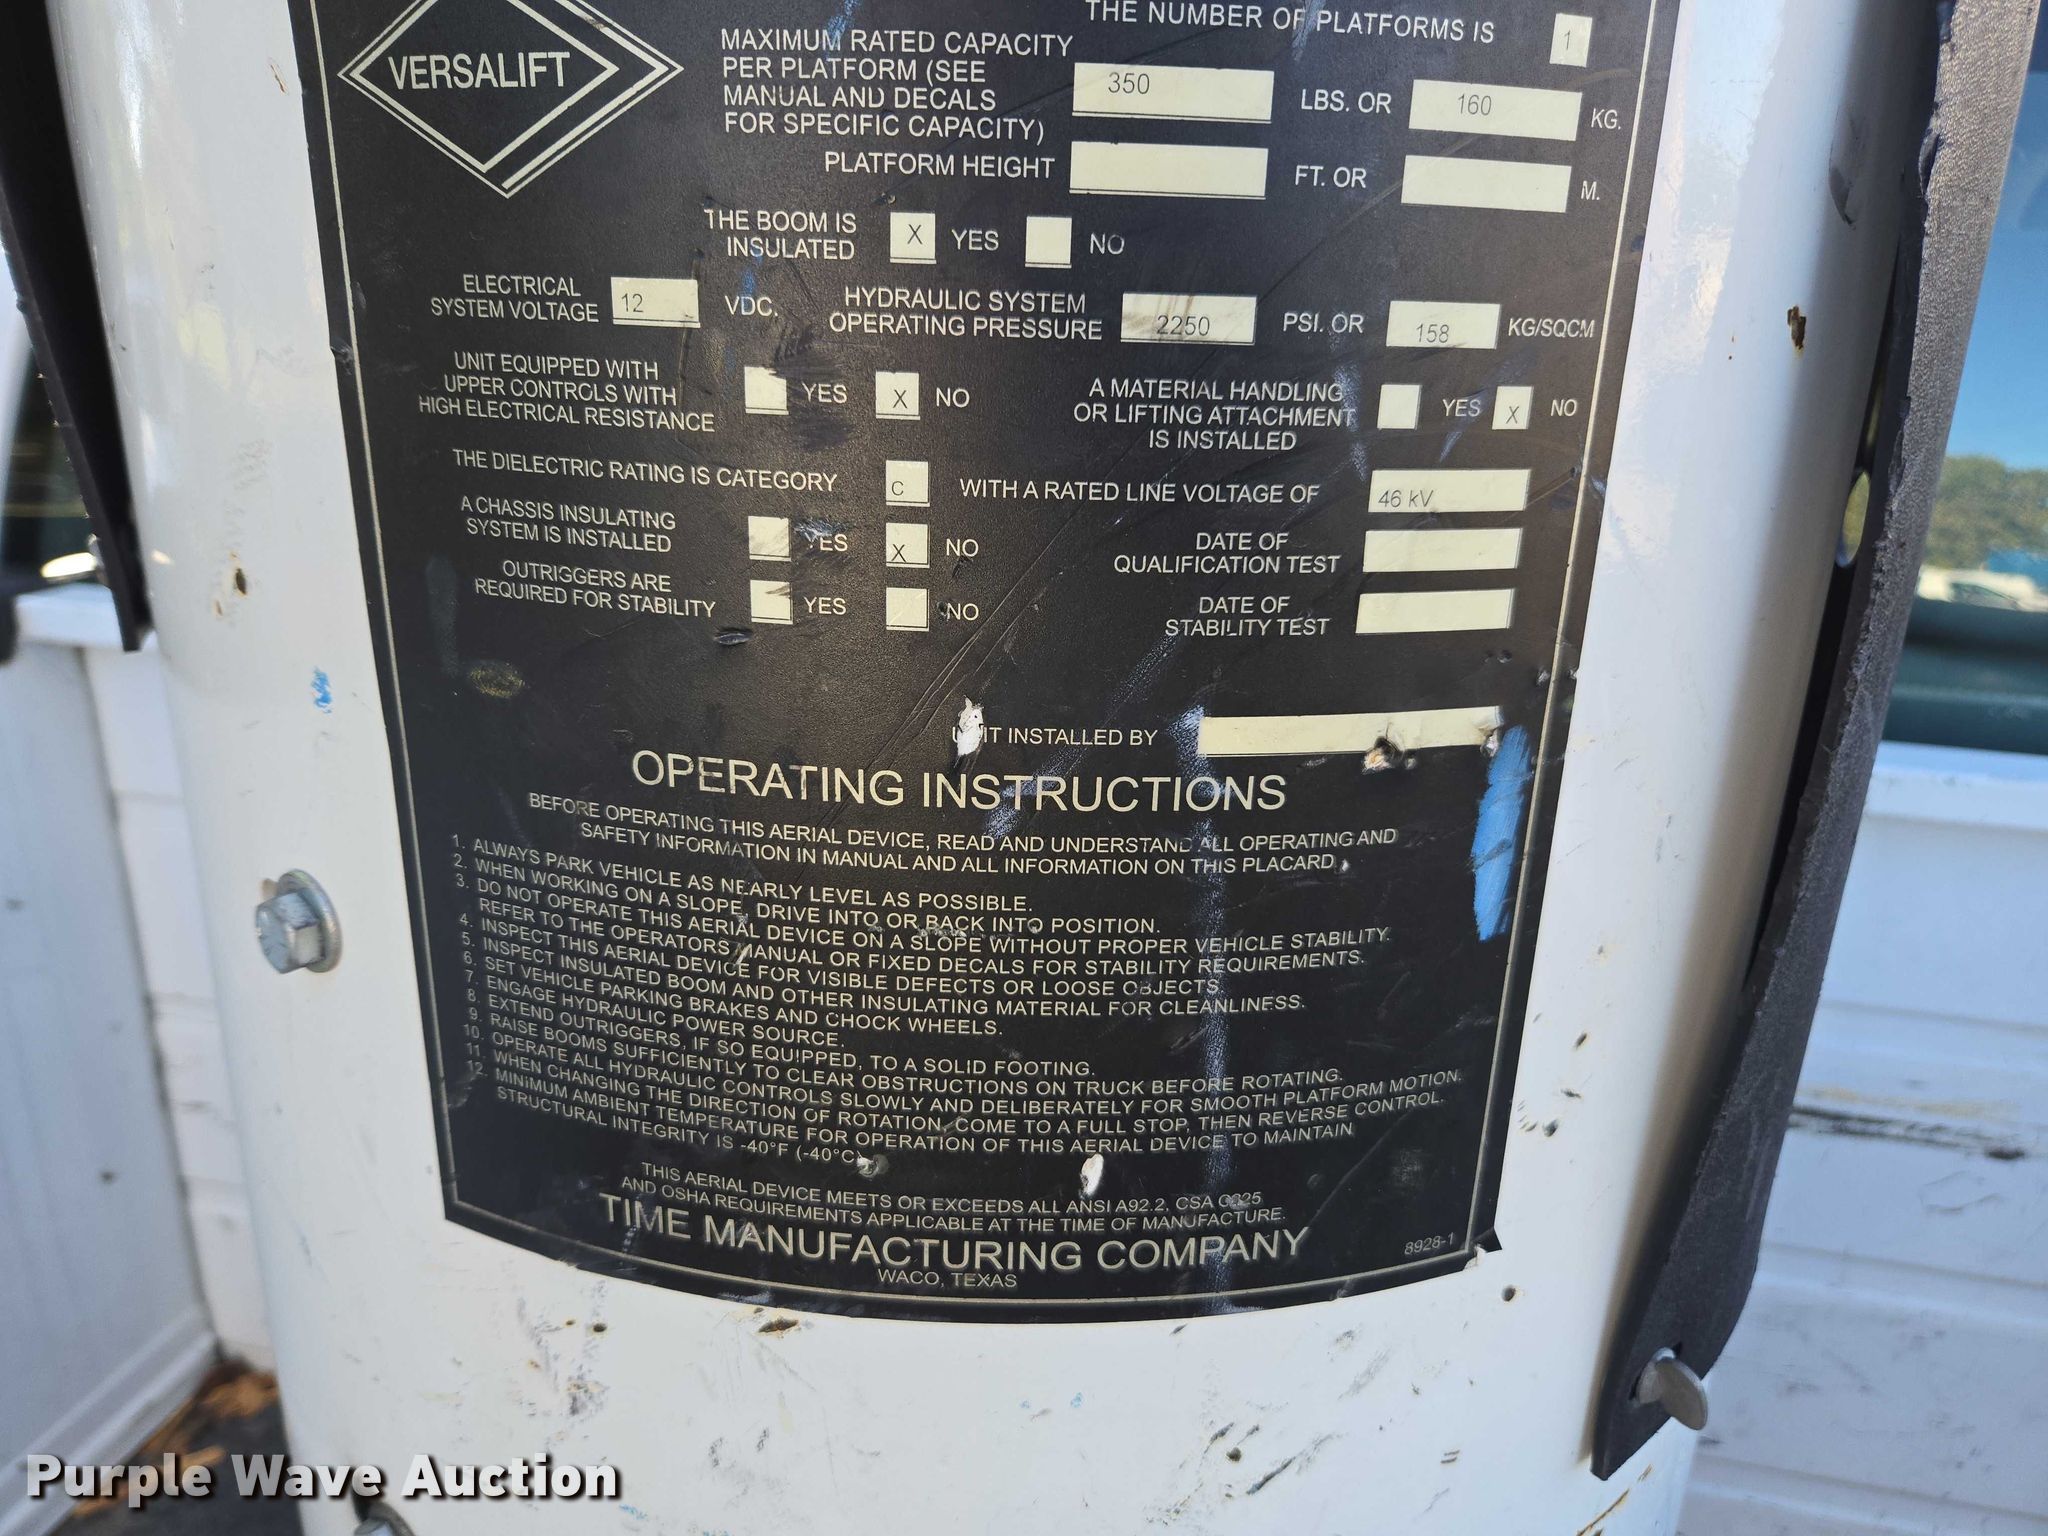 VERSALIFT
THE NUMBER OF PLATFORMS IS 1
MAXIMUM RATED CAPACITY
PER PLATFORM (SEE
MANUAL AND DECALS
FOR SPECIFIC CAPACITY)
350 LBS. OR 160 KG.
PLATFORM HEIGHT FT. OR M.
THE BOOM IS
INSULATED
X YES NO
ELECTRICAL
SYSTEM VOLTAGE
12 VDC.
HYDRAULIC SYSTEM
OPERATING PRESSURE
2250 PSI. OR 158 KG/SQCM
UNIT EQUIPPED WITH
UPPER CONTROLS WITH
HIGH ELECTRICAL RESISTANCE
YES X NO
A MATERIAL HANDLING
OR LIFTING ATTACHMENT
IS INSTALLED
YES X NO
THE DIELECTRIC RATING IS CATEGORY C WITH A RATED LINE VOLTAGE OF 46 kV
A CHASSIS INSULATING
SYSTEM IS INSTALLED
YES X NO
DATE OF
QUALIFICATION TEST
OUTRIGGERS ARE
REQUIRED FOR STABILITY
YES NO
DATE OF
STABILITY TEST
UNIT INSTALLED BY
OPERATING INSTRUCTIONS
BEFORE OPERATING THIS AERIAL DEVICE, READ AND UNDERSTAND ALL OPERATING AND
SAFETY INFORMATION IN MANUAL AND ALL INFORMATION ON THIS PLACARD.
1. ALWAYS PARK VEHICLE AS NEARLY LEVEL AS POSSIBLE.
2. WHEN WORKING ON A SLOPE, DRIVE INTO OR BACK INTO POSITION.
3. DO NOT OPERATE THIS AERIAL DEVICE ON A SLOPE WITHOUT PROPER VEHICLE STABILITY.
REFER TO THE OPERATORS MANUAL OR FIXED DECALS FOR STABILITY REQUIREMENTS.
4. INSPECT THIS AERIAL DEVICE FOR VISIBLE DEFECTS OR LOOSE OBJECTS.
5. INSPECT INSULATED BOOM AND OTHER INSULATING MATERIAL FOR CLEANLINESS.
6. SET VEHICLE PARKING BRAKES AND CHOCK WHEELS.
7. ENGAGE HYDRAULIC POWER SOURCE.
8. EXTEND OUTRIGGERS, IF SO EQUIPPED, TO A SOLID FOOTING.
9. RAISE BOOMS SUFFICIENTLY TO CLEAR OBSTRUCTIONS ON TRUCK BEFORE ROTATING.
10. OPERATE ALL HYDRAULIC CONTROLS SLOWLY AND DELIBERATELY FOR SMOOTH PLATFORM MOTION.
11. WHEN CHANGING THE DIRECTION OF ROTATION, COME TO A FULL STOP, THEN REVERSE CONTROL.
12. MINIMUM AMBIENT TEMPERATURE FOR OPERATION OF THIS AERIAL DEVICE TO MAINTAIN
STRUCTURAL INTEGRITY IS -40°F (-40°C)
THIS AERIAL DEVICE MEETS OR EXCEEDS ALL ANSI A92.2, CSA C225
AND OSHA REQUIREMENTS APPLICABLE AT THE TIME OF MANUFACTURE.
TIME MANUFACTURING COMPANY
WACO, TEXAS
8928-1
Purple Wave Auction